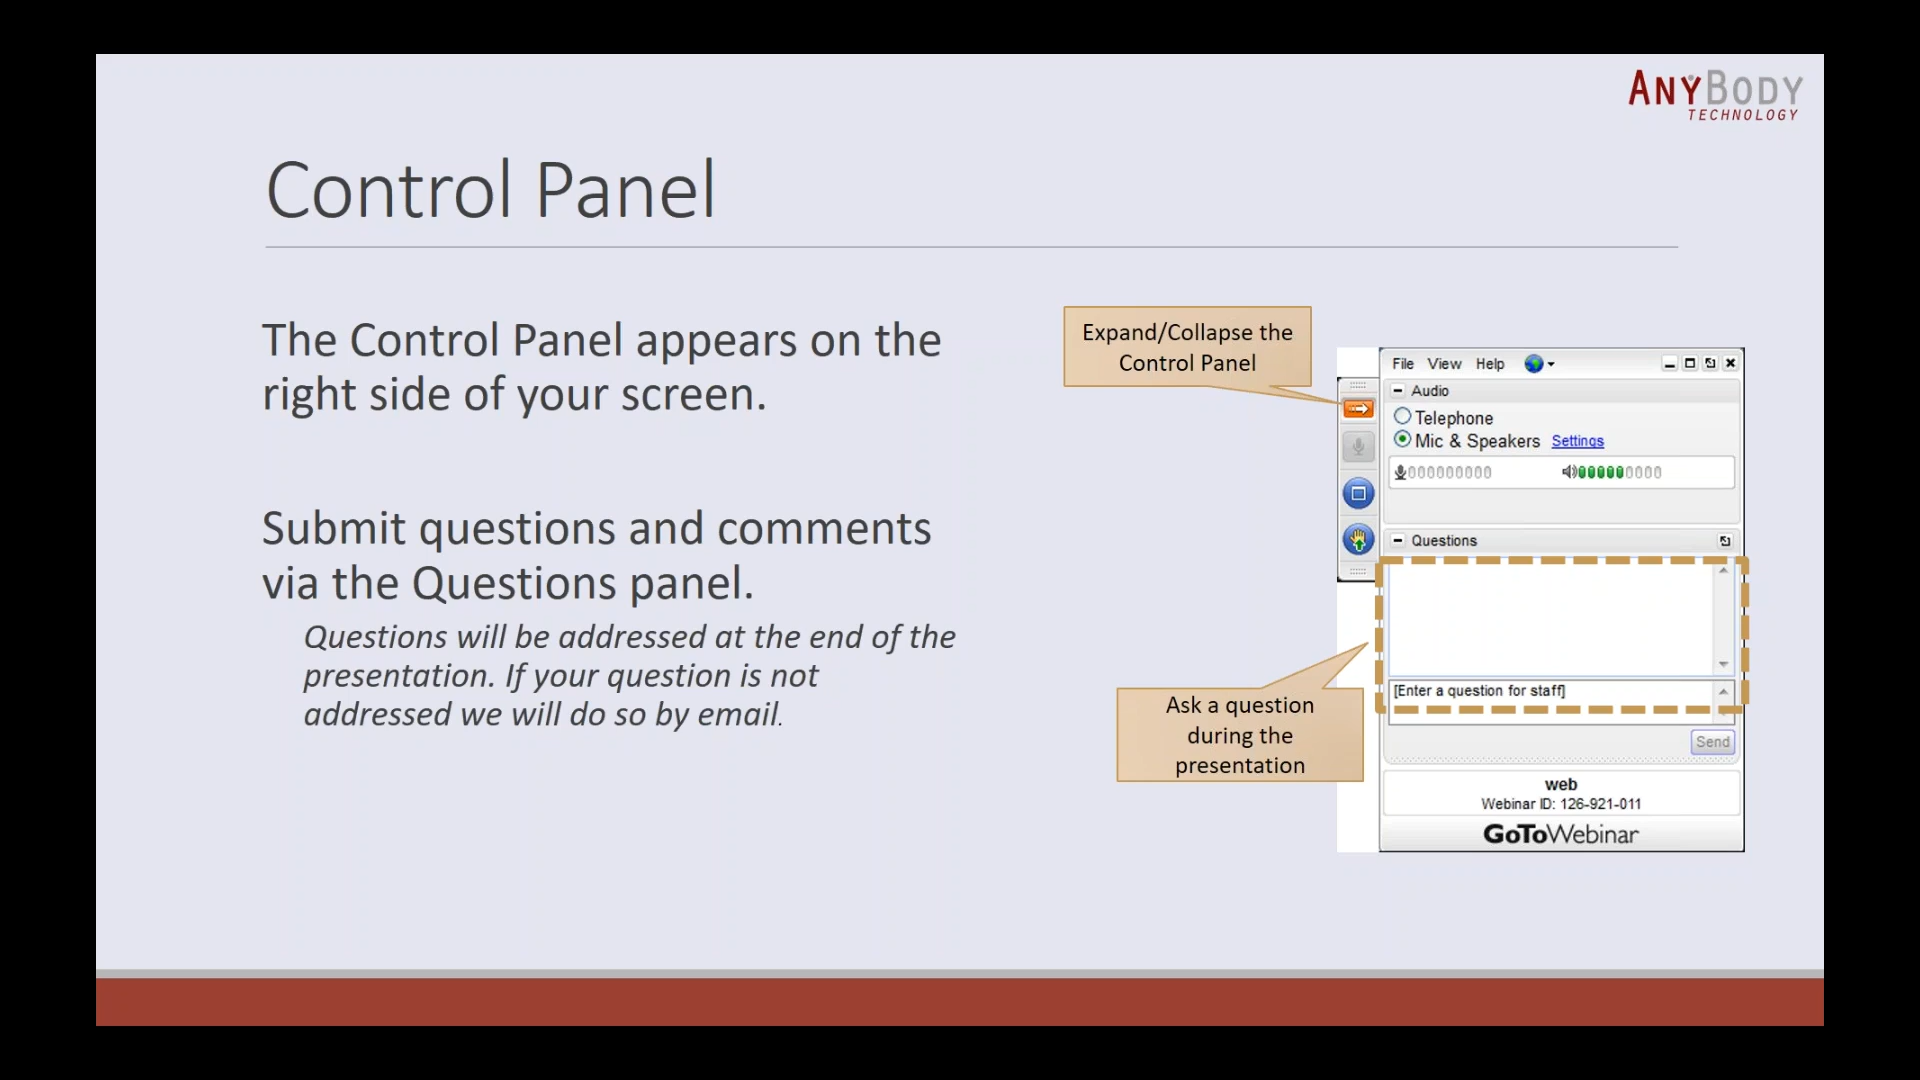 ANYBODY
TECHNOLOGY
Control Panel
The Control Panel appears on the
right side of your screen.
Submit questions and comments
via the Questions panel.
Questions will be addressed at the end of the
presentation. If your question is not
addressed we will do so by email.
Expand/Collapse the
Control Panel
Ask a question
during the
presentation
File View Help
Audio
Telephone
Mic & Speakers Settings
Questions
[Enter a question for staff]
Send
web
Webinar ID: 126-921-011
GoToWebinar